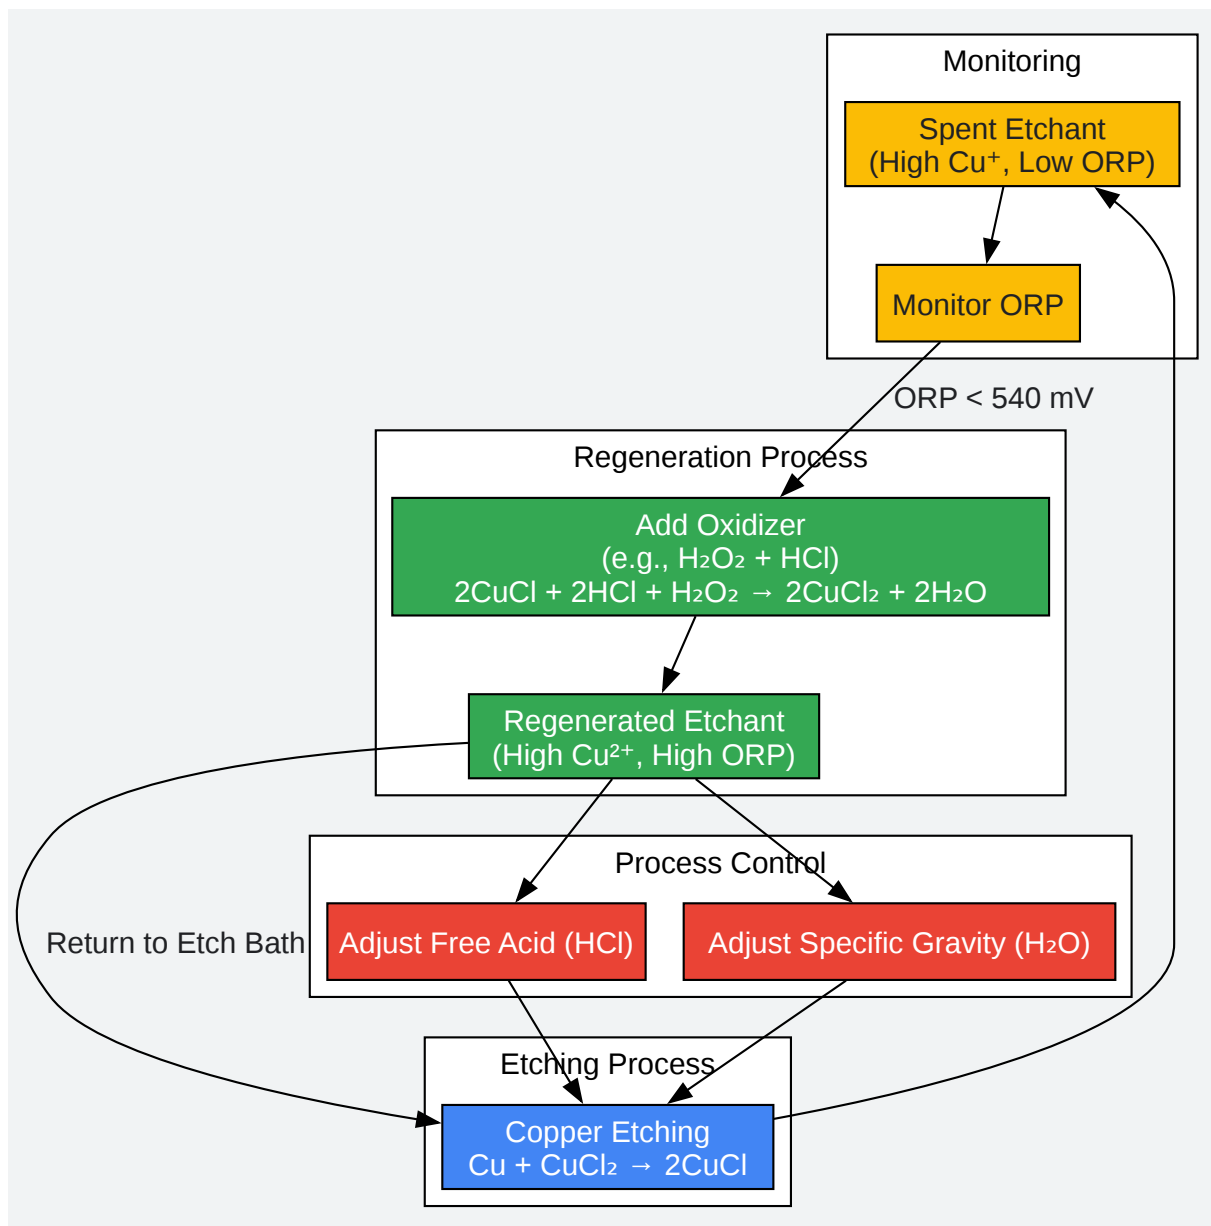 Monitoring
Spent Etchant
(High Cu⁺, Low ORP)
Monitor ORP
ORP < 540 mV
Regeneration Process
Add Oxidizer
(e.g., H₂O₂ + HCl)
2CuCl + 2HCl + H₂O₂ → 2CuCl₂ + 2H₂O
Regenerated Etchant
(High Cu²⁺, High ORP)
Process Control
Return to Etch Bath
Adjust Free Acid (HCl)
Adjust Specific Gravity (H₂O)
Etching Process
Copper Etching
Cu + CuCl₂ → 2CuCl